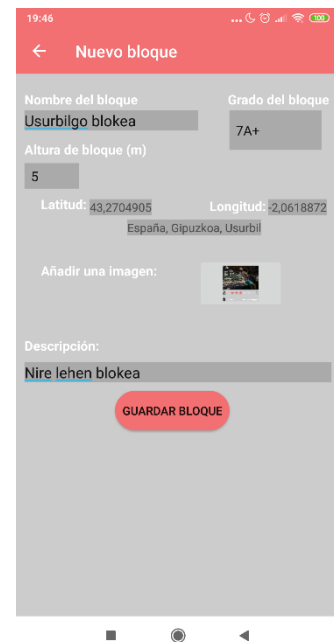 19:46
... 100
← Nuevo bloque
Nombre del bloque Grado del bloque
Usurbilgo blokea 7A+
Altura de bloque (m)
5
Latitud: 43,2704905 Longitud: -2,0618872
España, Gipuzkoa, Usurbil
Añadir una imagen:
Descripción:
Nire lehen blokea
GUARDAR BLOQUE